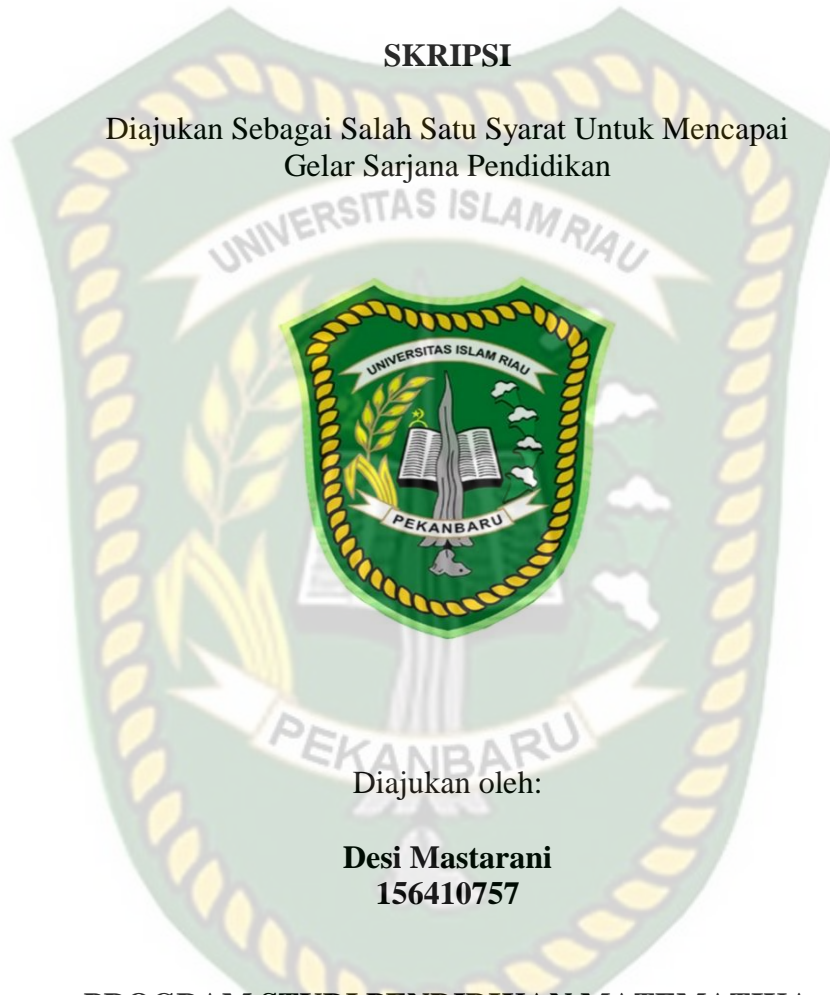 SKRIPSI
Diajukan Sebagai Salah Satu Syarat Untuk Mencapai
Gelar Sarjana Pendidikan
UNIVERSITAS ISLAM RIAU
UNIVERSITAS ISLAM RIAU
PEKANBARU
PEKANBARU
Diajukan oleh:
Desi Mastarani
156410757
PROGRAM STUDI PENDIDIKAN MATEMATIKA